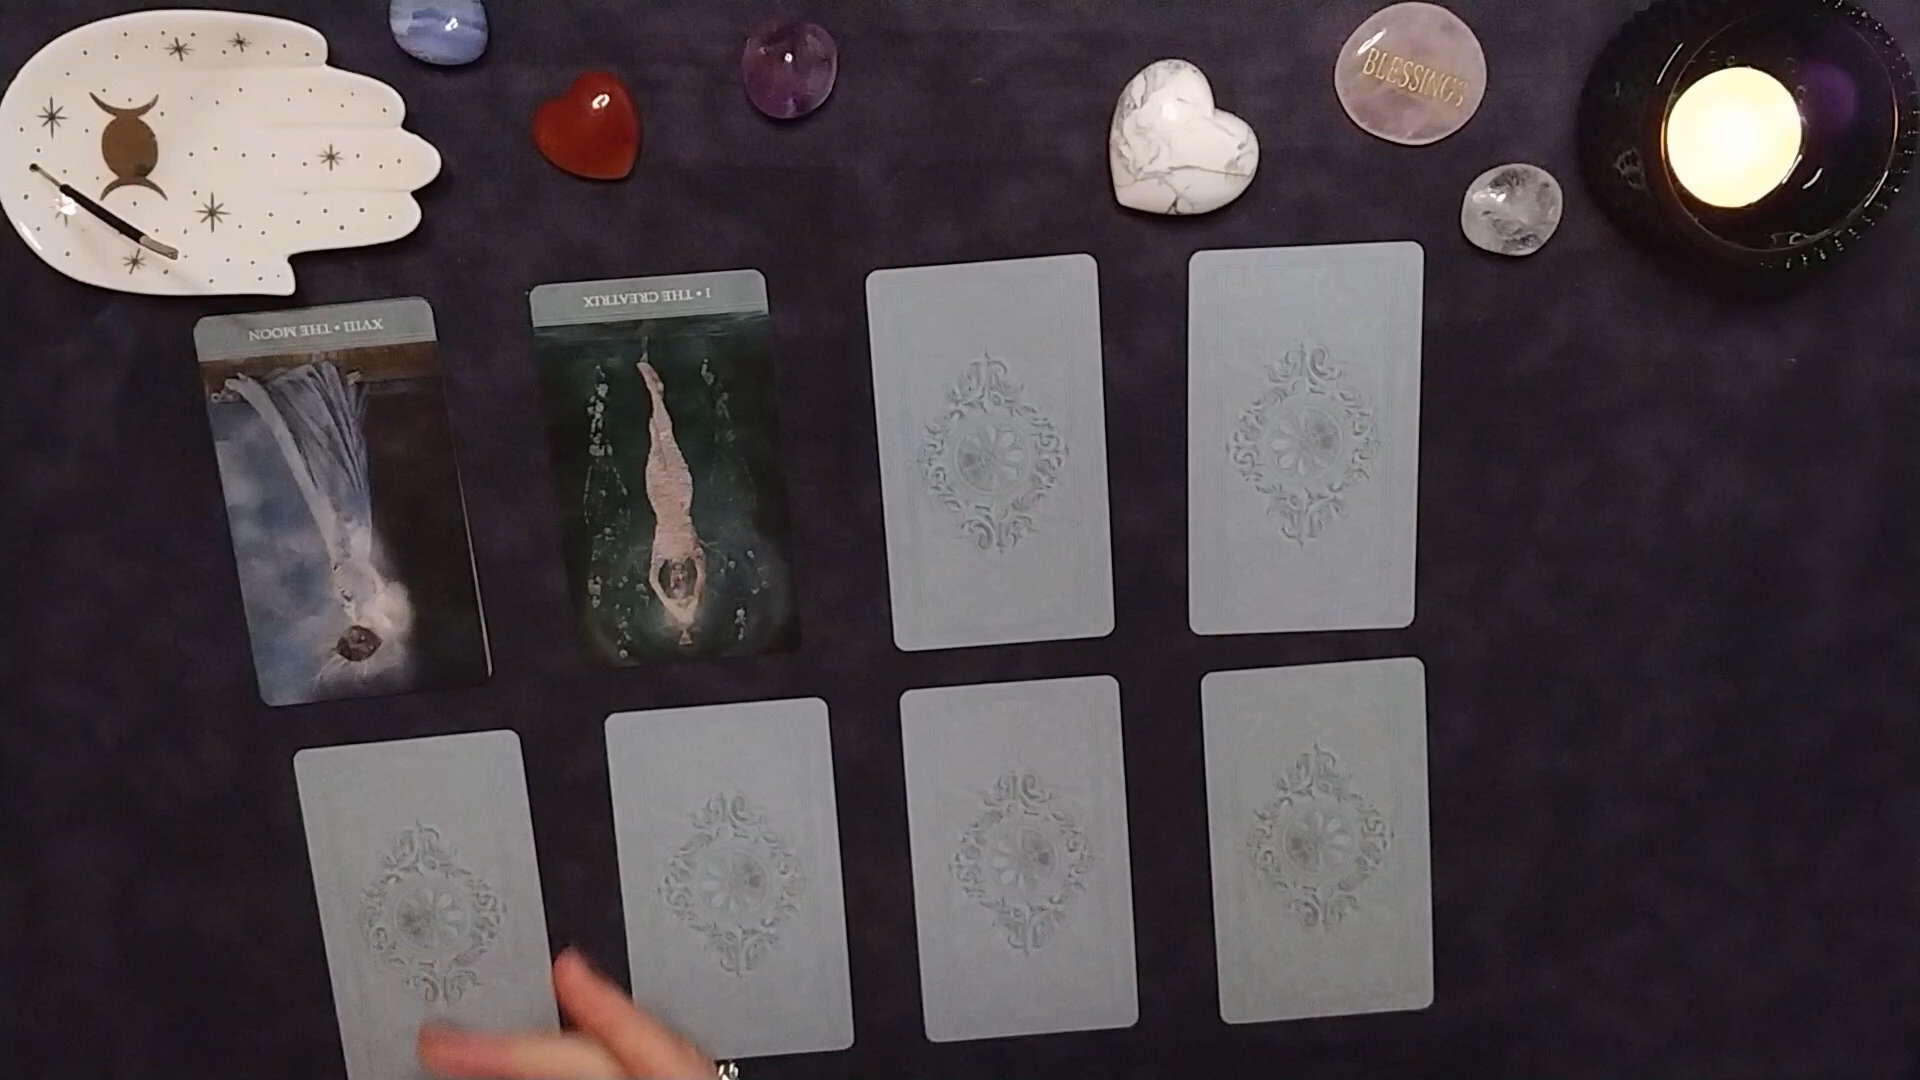 BLESSINGS
XVIII • THE MOON
I • THE CREATRIX